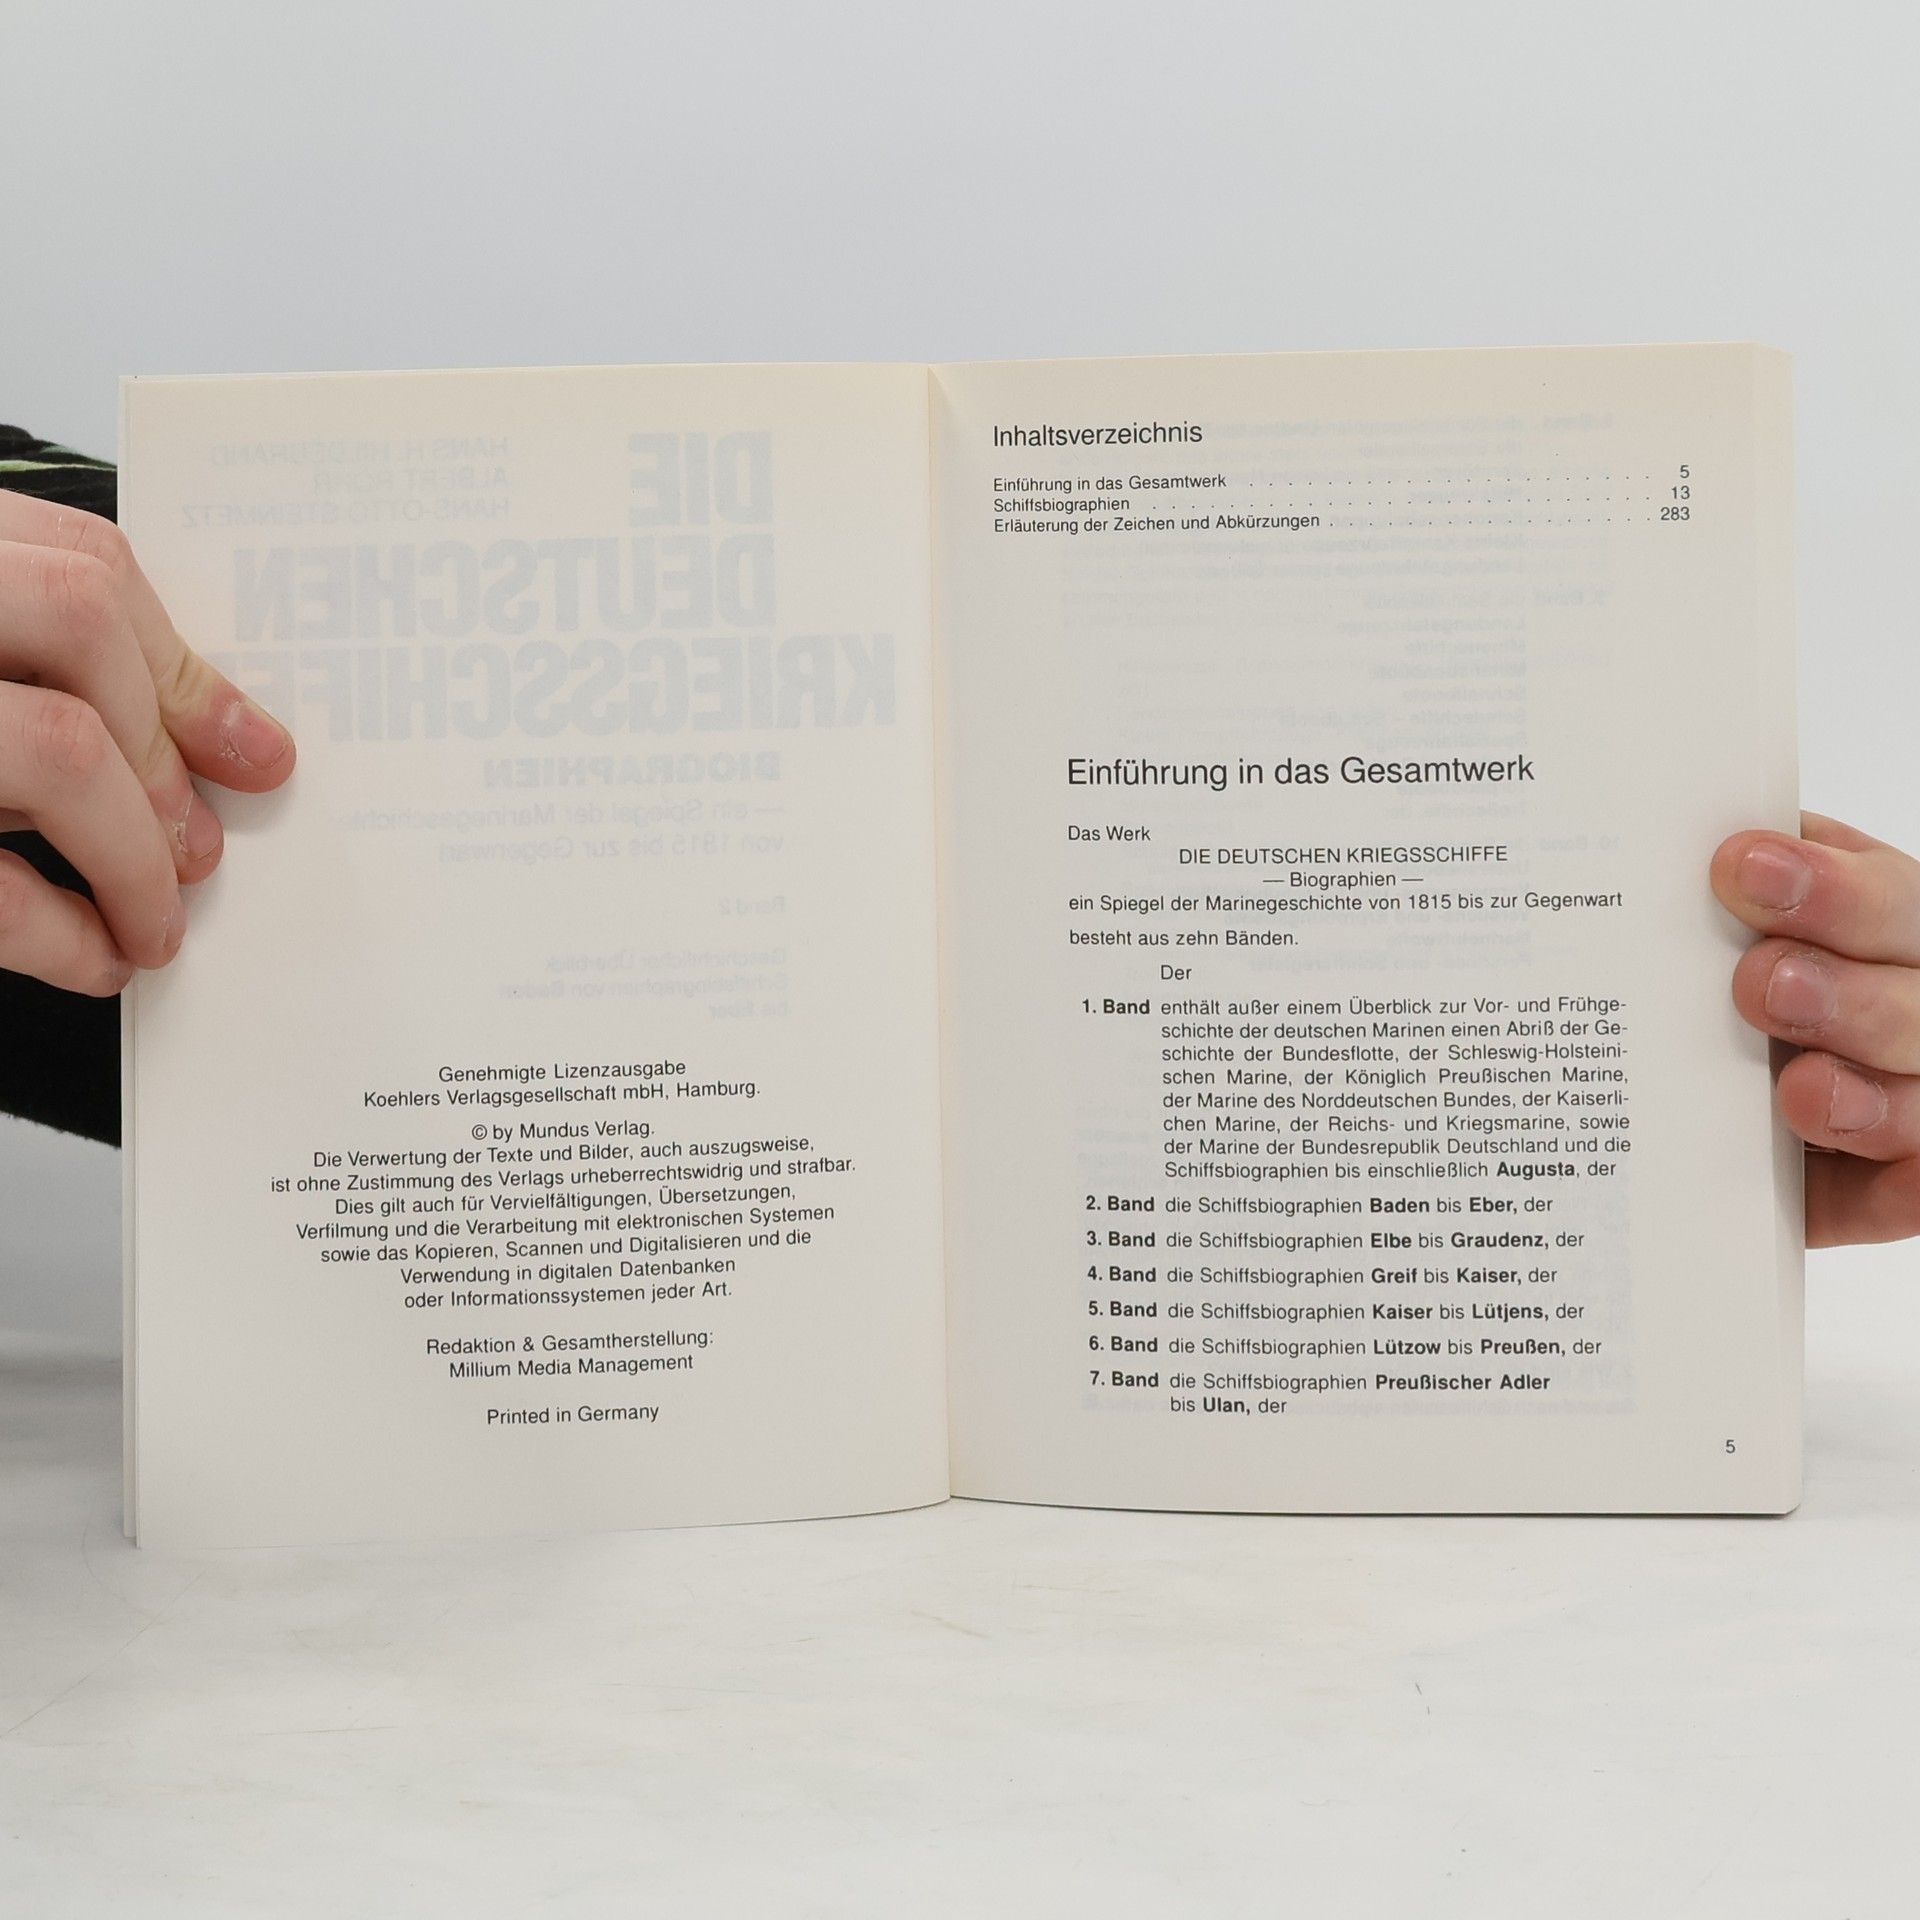 Genehmigte Lizenzausgabe
Koehlers Verlagsgesellschaft mbH, Hamburg.
© by Mundus Verlag.
Die Verwertung der Texte und Bilder, auch auszugsweise,
ist ohne Zustimmung des Verlags urheberrechtswidrig und strafbar.
Dies gilt auch für Vervielfältigungen, Übersetzungen,
Verfilmung und die Verarbeitung mit elektronischen Systemen
sowie das Kopieren, Scannen und Digitalisieren und die
Verwendung in digitalen Datenbanken
oder Informationssystemen jeder Art.
Redaktion & Gesamtherstellung:
Millium Media Management
Printed in Germany
Inhaltsverzeichnis
Einführung in das Gesamtwerk . . . . . . . . . . . . . . . . . . . 5
Schiffsbiographien . . . . . . . . . . . . . . . . . . . . . . . . 13
Erläuterung der Zeichen und Abkürzungen . . . . . . . . . . . . . . 283
Einführung in das Gesamtwerk
Das Werk
DIE DEUTSCHEN KRIEGSSCHIFFE
— Biographien —
ein Spiegel der Marinegeschichte von 1815 bis zur Gegenwart
besteht aus zehn Bänden.
Der
1. Band enthält außer einem Überblick zur Vor- und Frühge-
schichte der deutschen Marinen einen Abriß der Ge-
schichte der Bundesflotte, der Schleswig-Holsteini-
schen Marine, der Königlich Preußischen Marine,
der Marine des Norddeutschen Bundes, der Kaiserli-
chen Marine, der Reichs- und Kriegsmarine, sowie
der Marine der Bundesrepublik Deutschland und die
Schiffsbiographien bis einschließlich Augusta, der
2. Band die Schiffsbiographien Baden bis Eber, der
3. Band die Schiffsbiographien Elbe bis Graudenz, der
4. Band die Schiffsbiographien Greif bis Kaiser, der
5. Band die Schiffsbiographien Kaiser bis Lütjens, der
6. Band die Schiffsbiographien Lützow bis Preußen, der
7. Band die Schiffsbiographien Preußischer Adler
bis Ulan, der
5